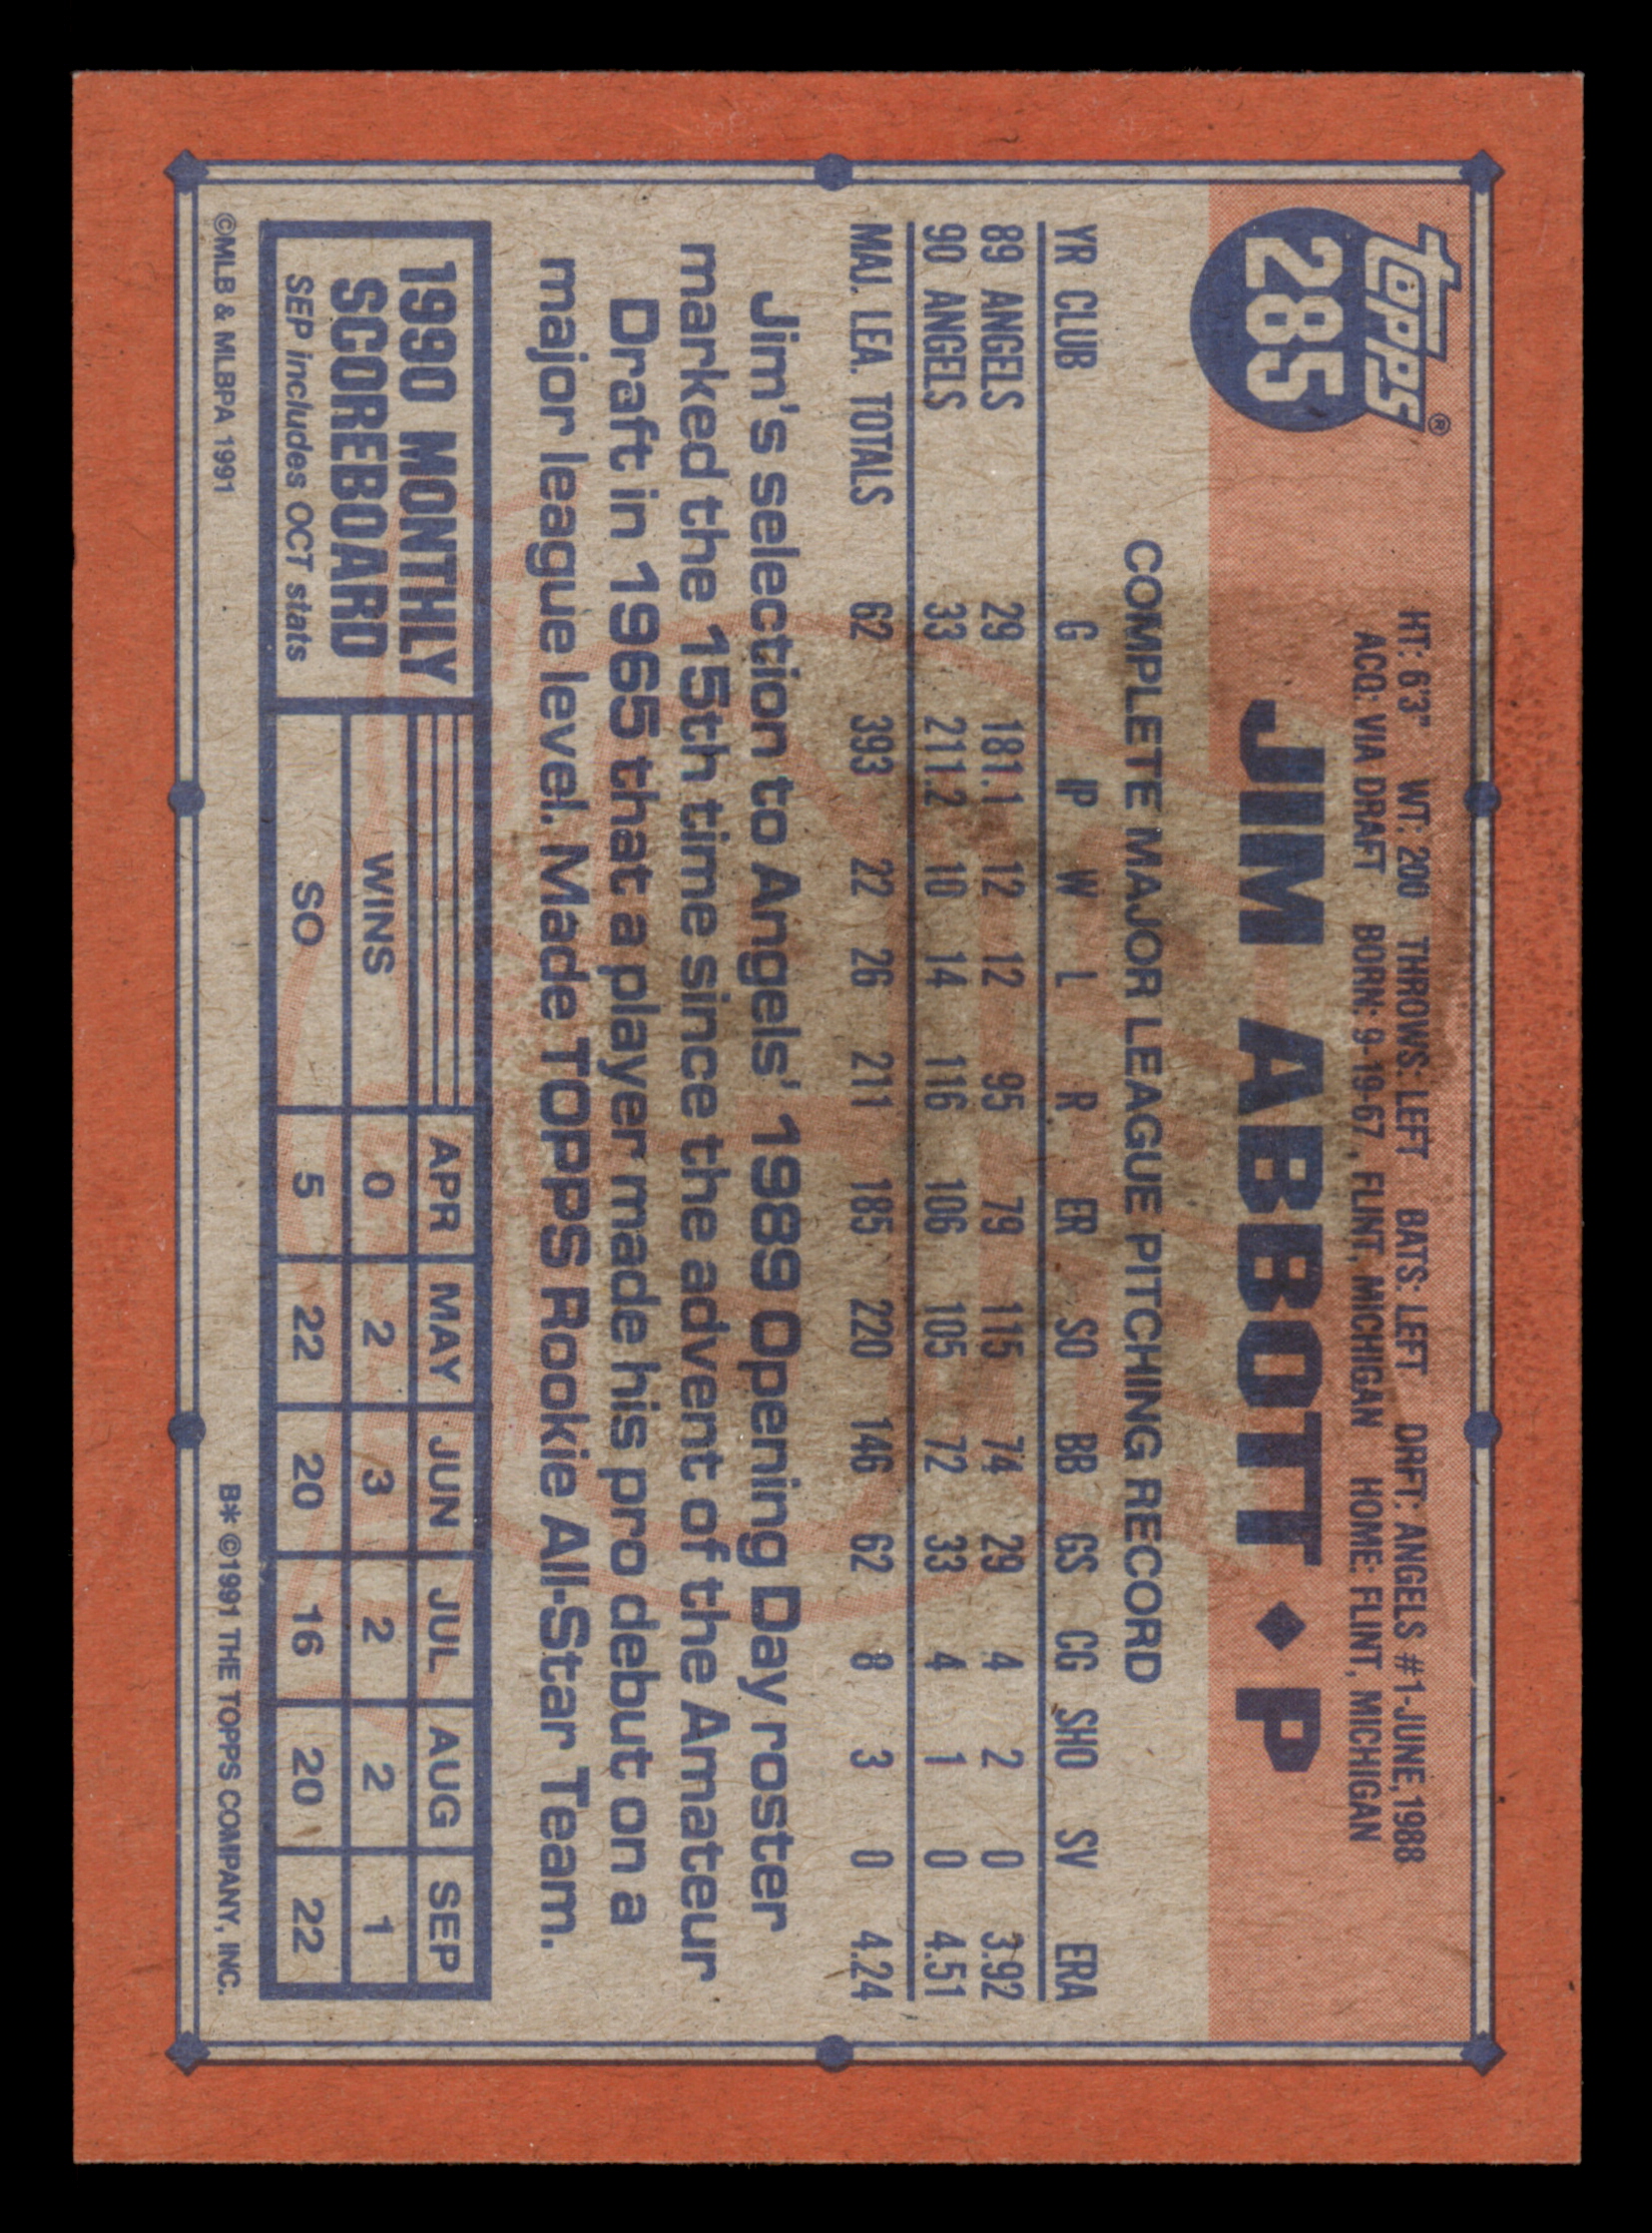 topps®
285
HT: 6'3" WT: 200 THROWS: LEFT BATS: LEFT DRFT: ANGELS #1-JUNE, 1988
ACQ: VIA DRAFT BORN: 9-19-67, FLINT, MICHIGAN HOME: FLINT, MICHIGAN
JIM ABBOTT ♦ P
COMPLETE MAJOR LEAGUE PITCHING RECORD
YR CLUB G IP W L R ER SO BB GS CG SHO SV ERA
89 ANGELS 29 181.1 12 12 95 79 115 74 29 4 2 0 3.92
90 ANGELS 33 211.2 10 14 116 106 105 72 33 4 1 0 4.51
MAJ. LEA. TOTALS 62 393 22 26 211 185 220 146 62 8 3 0 4.24
Jim's selection to Angels' 1989 Opening Day roster
marked the 15th time since the advent of the Amateur
Draft in 1965 that a player made his pro debut on a
major league level. Made TOPPS Rookie All-Star Team.
1990 MONTHLY
SCOREBOARD
SEP includes OCT stats
APR MAY JUN JUL AUG SEP
WINS 0 2 3 2 2 1
SO 5 22 20 16 20 22
©MLB & MLBPA 1991
B* ©1991 THE TOPPS COMPANY, INC.